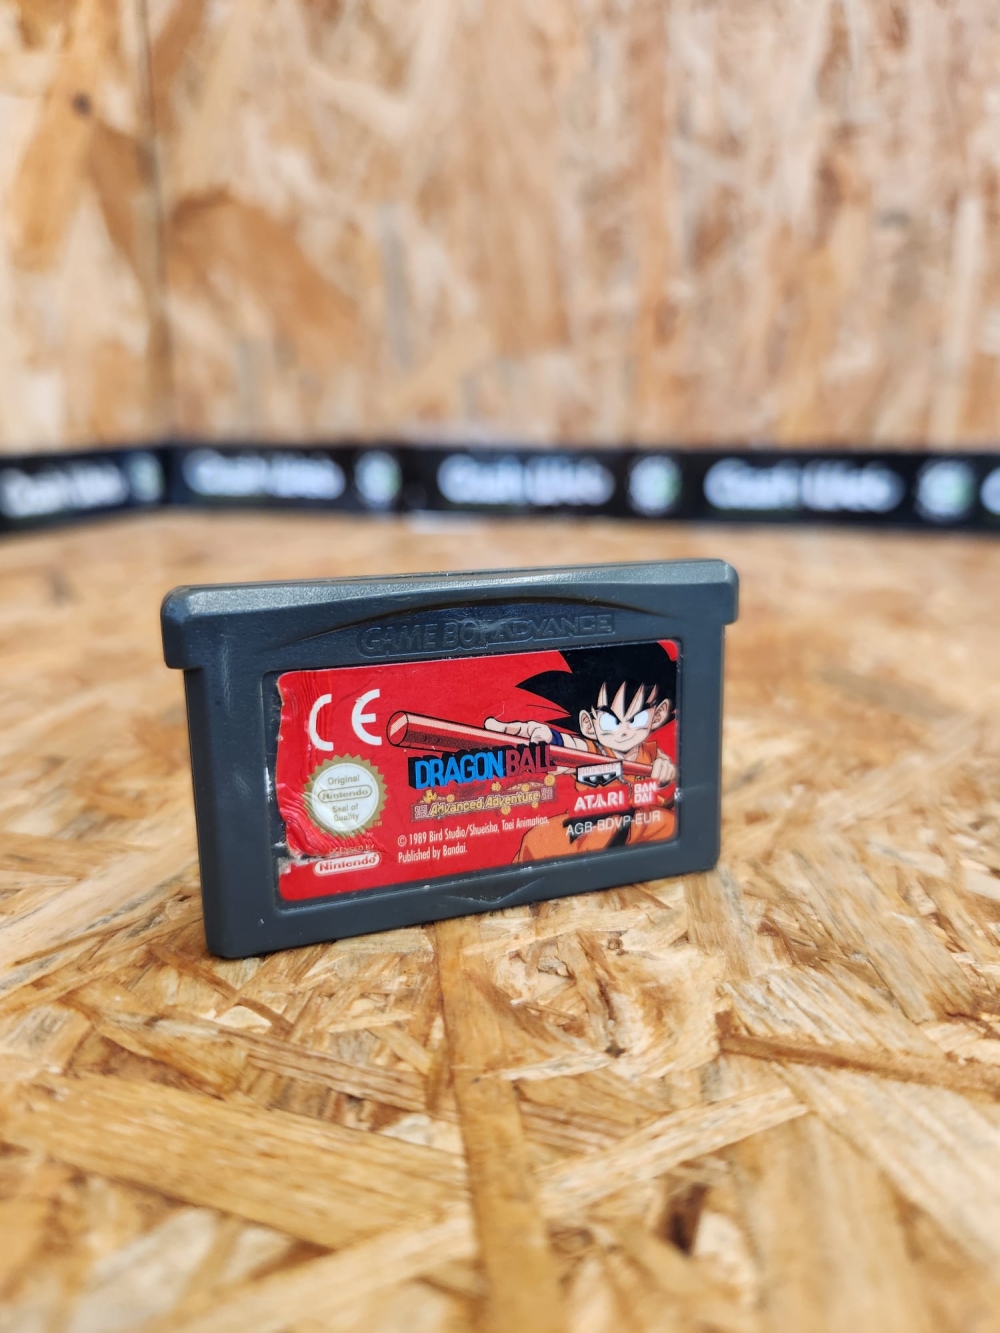 GAME BOY ADVANCE
CE
Original
Nintendo
Seal of
Quality
DRAGON BALL
Advanced Adventure
ATARI
BAN
DAI
AGB-BDVP-EUR
© 1989 Bird Studio/Shueisha, Toei Animation.
Published by Bandai.
Nintendo